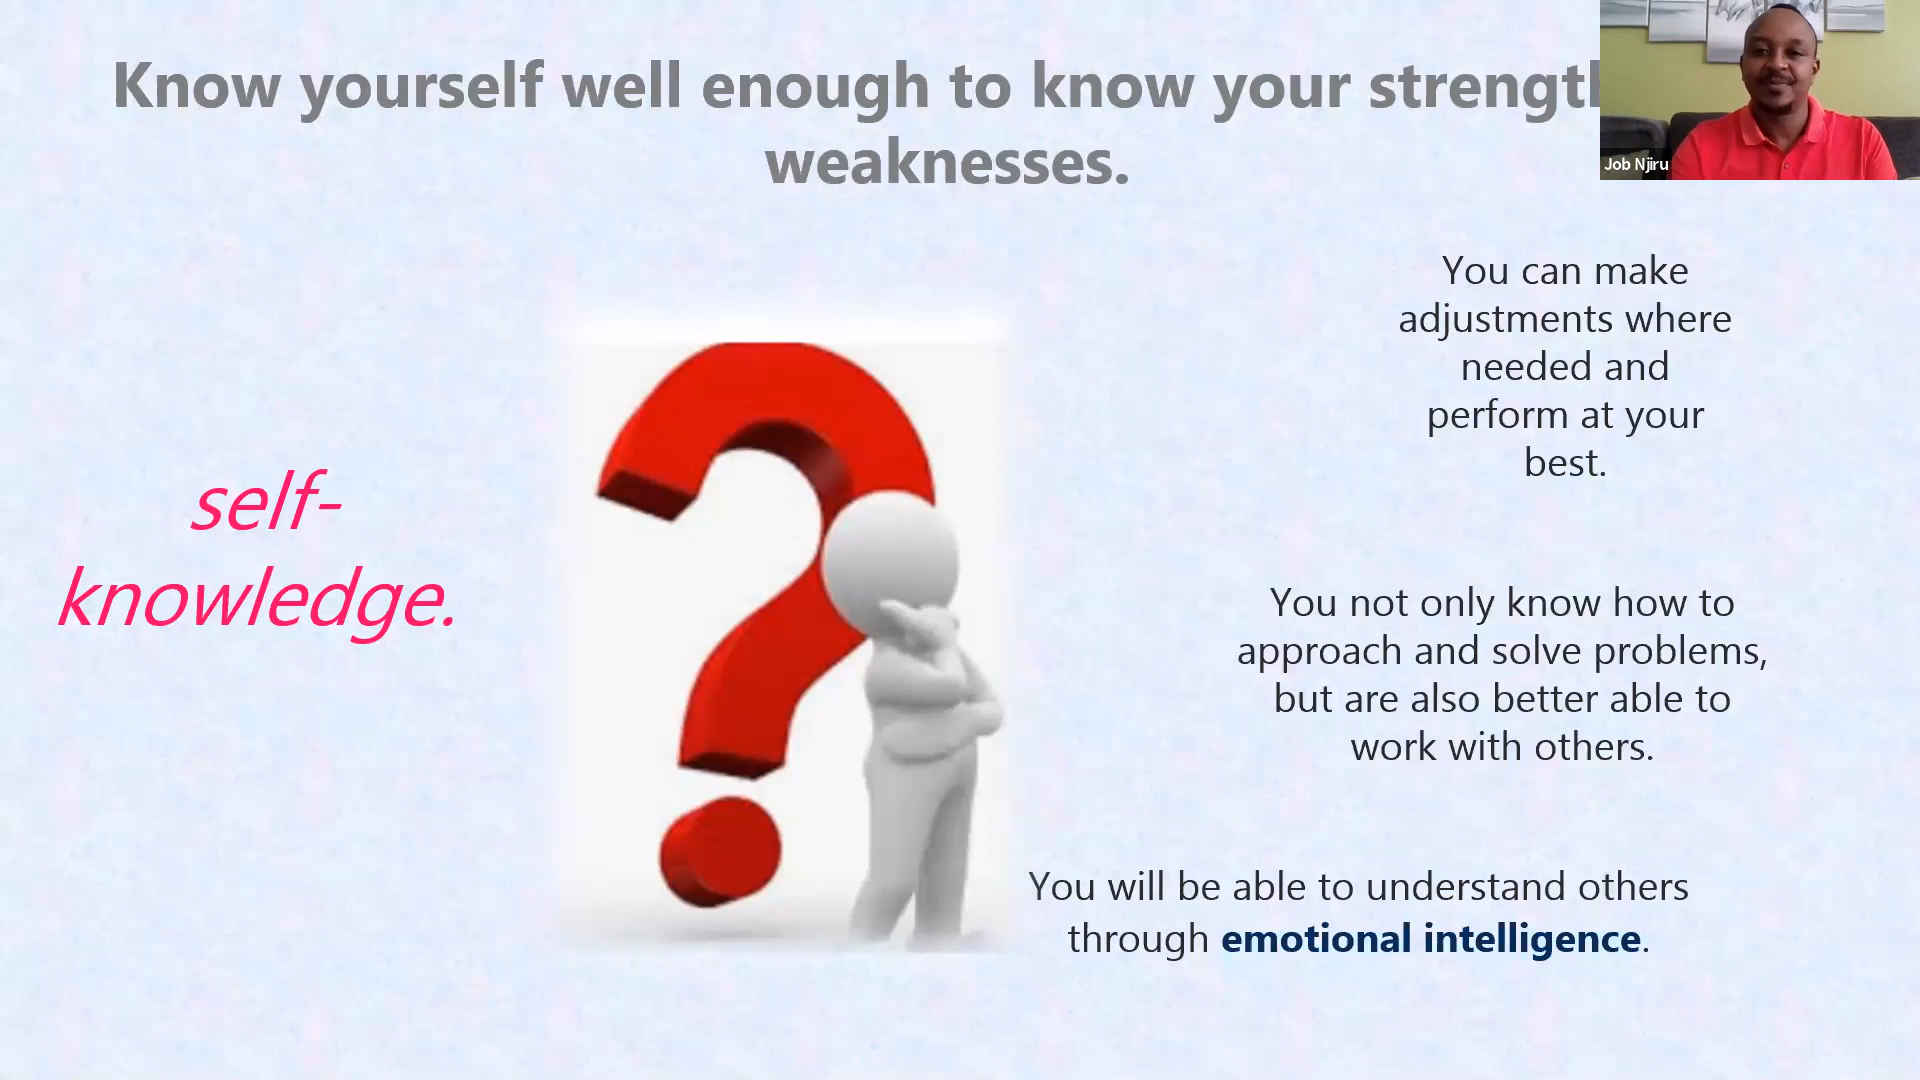 Know yourself well enough to know your
weaknesses.
Job Njiru
self-
knowledge.
You can make
adjustments where
needed and
perform at your
best.
You not only know how to
approach and solve problems,
but are also better able to
work with others.
You will be able to understand others
through emotional intelligence.